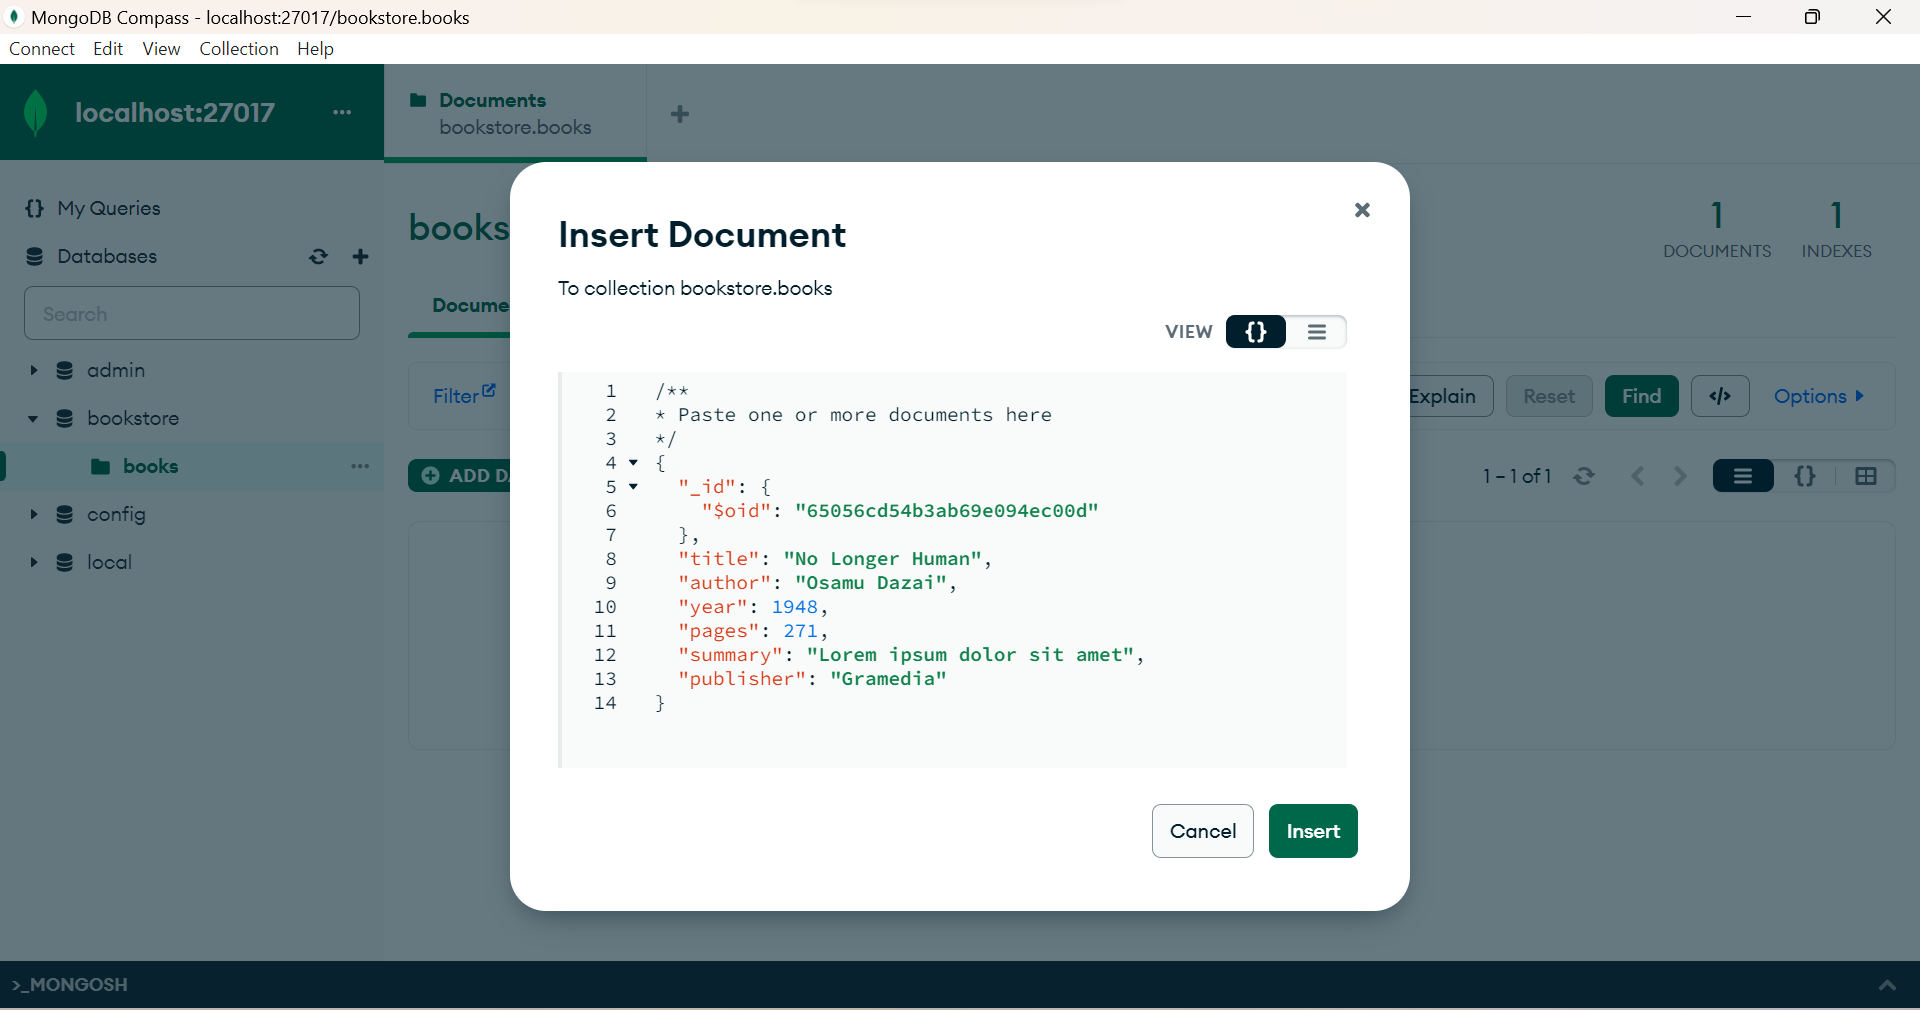 MongoDB Compass - localhost:27017/bookstore.books
Connect Edit View Collection Help
localhost:27017
Documents
bookstore.books
My Queries
Databases
Search
admin
bookstore
books
config
local
books
1
DOCUMENTS
1
INDEXES
Docume
Filter
Explain
Reset
Find
</>
Options
ADD D
1 – 1 of 1
{}
Insert Document
To collection bookstore.books
VIEW {}
1 /**
2 * Paste one or more documents here
3 */
4 {
5 "_id": {
6 "$oid": "65056cd54b3ab69e094ec00d"
7 },
8 "title": "No Longer Human",
9 "author": "Osamu Dazai",
10 "year": 1948,
11 "pages": 271,
12 "summary": "Lorem ipsum dolor sit amet",
13 "publisher": "Gramedia"
14 }
Cancel
Insert
>_MONGOSH